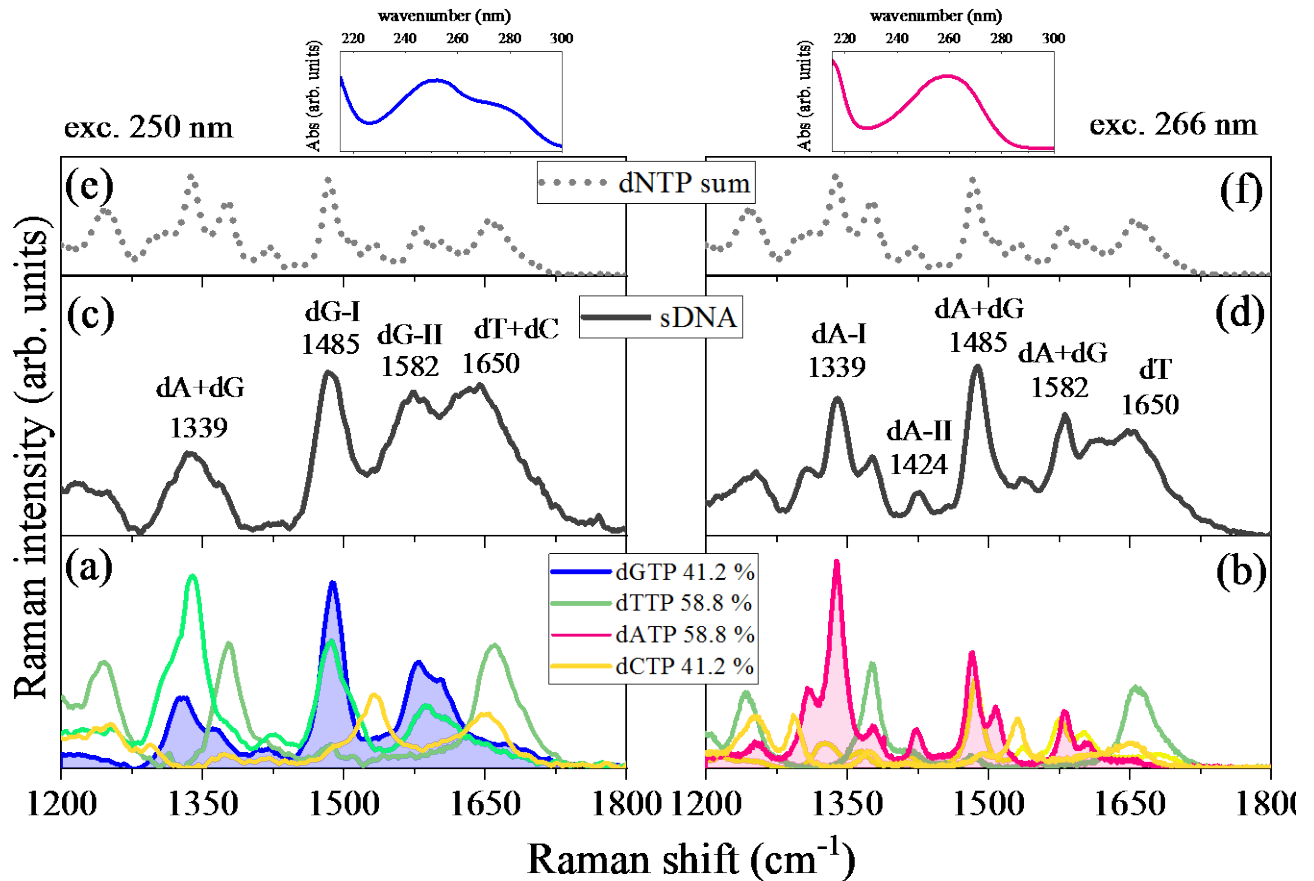 wavenumber (nm)
220 240 260 280 300
Abs (arb. units)
exc. 250 nm
wavenumber (nm)
220 240 260 280 300
Abs (arb. units)
exc. 266 nm
(e)
dNTP sum
(f)
(c)
sDNA
(d)
dA+dG
1339
dG-I
1485
dG-II
1582
dT+dC
1650
dA-I
1339
dA-II
1424
dA+dG
1485
dA+dG
1582
dT
1650
(a)
dGTP 41.2 %
dTTP 58.8 %
dATP 58.8 %
dCTP 41.2 %
(b)
1200 1350 1500 1650 1800
1200 1350 1500 1650 180
Raman intensity (arb. units)
Raman shift (cm⁻¹)